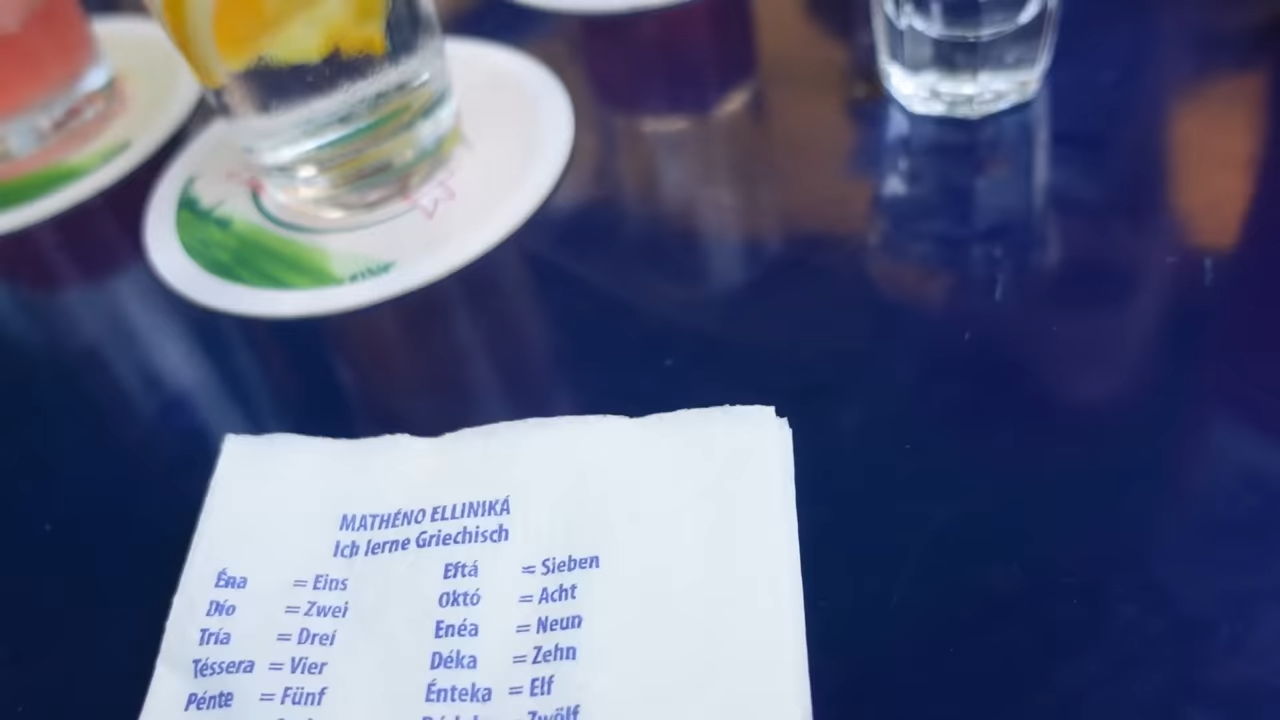 MATHÉNO ELLINIKÁ
Ich lerne Griechisch
Éna = Eins
Dío = Zwei
Tría = Drei
Téssera = Vier
Pénte = Fünf
Eftá = Sieben
Októ = Acht
Enéa = Neun
Déka = Zehn
Énteka = Elf
= Zwölf